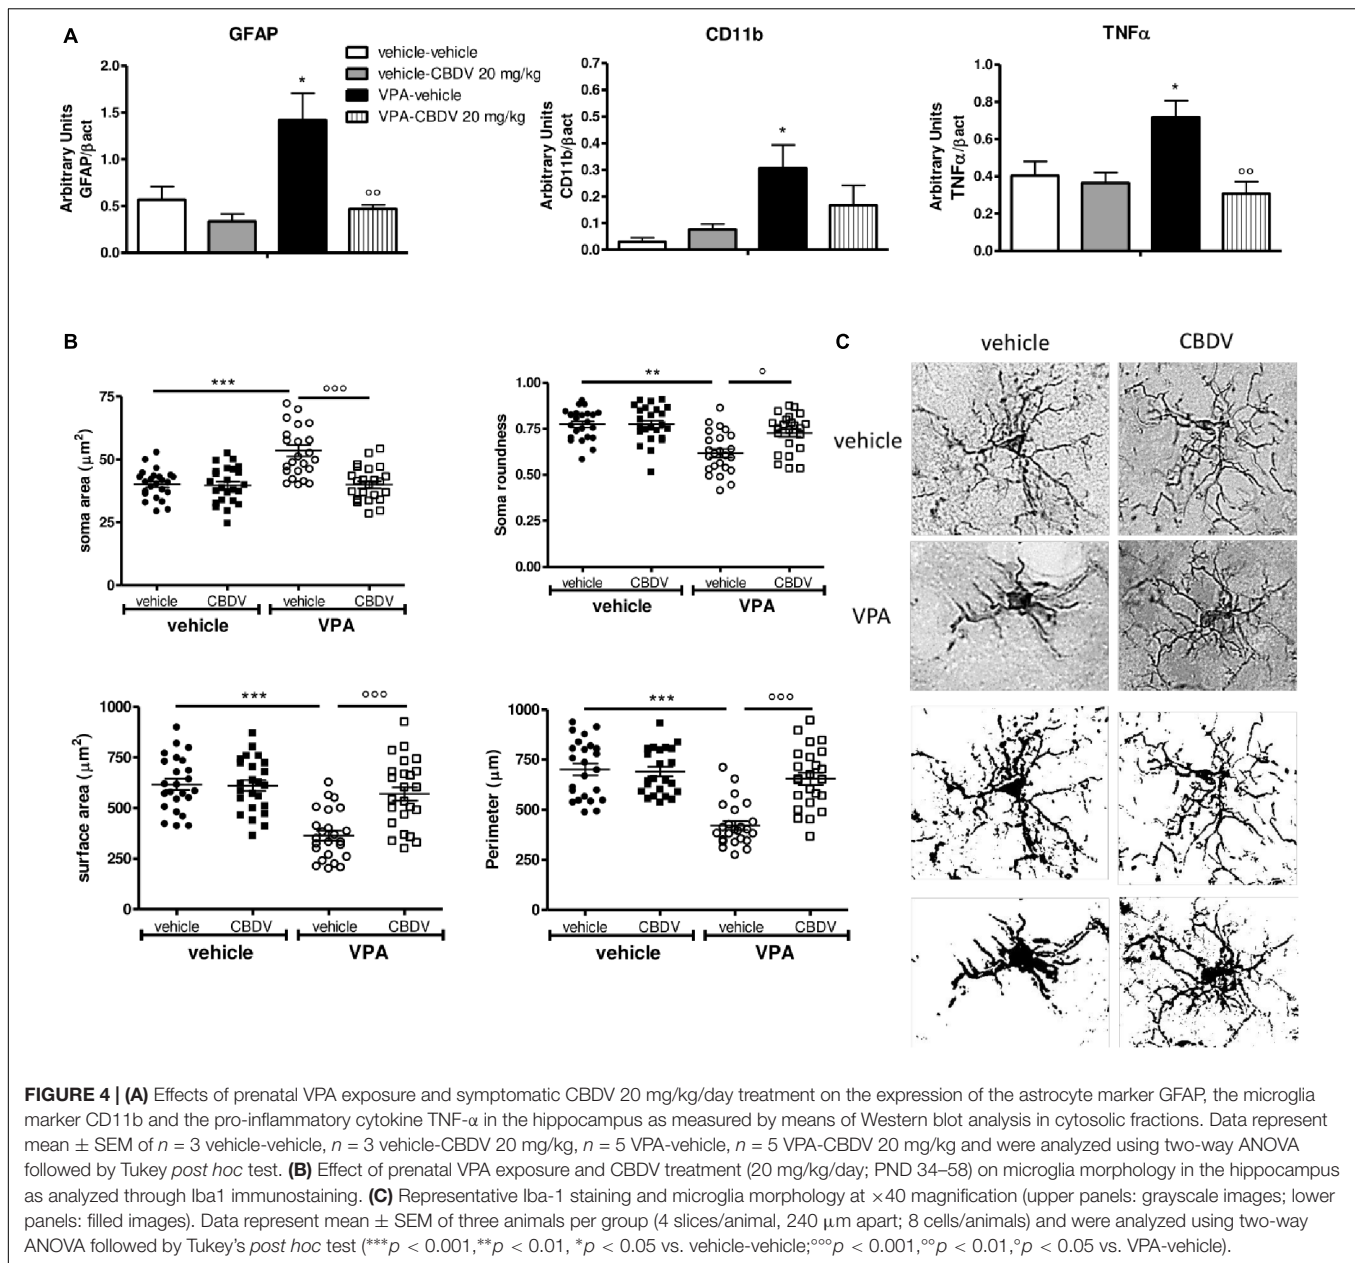 A
GFAP
CD11b
TNFα
vehicle-vehicle
vehicle-CBDV 20 mg/kg
VPA-vehicle
VPA-CBDV 20 mg/kg
Arbitrary Units
GFAP/βact
2.0
1.5
1.0
0.5
0.0
*
°°
Arbitrary Units
CD11b/βact
0.7
0.6
0.5
0.4
0.3
0.2
0.1
0.0
*
Arbitrary Units
TNFα/βact
1.0
0.8
0.6
0.4
0.2
0.0
*
°°
B
soma area (μm²)
75
50
25
0
***
°°°
vehicle CBDV vehicle CBDV
vehicle VPA
Soma roundness
1.00
0.75
0.50
0.25
0.00
**
°
vehicle CBDV vehicle CBDV
vehicle VPA
surface area (μm²)
1000
750
500
250
0
***
°°°
vehicle CBDV vehicle CBDV
vehicle VPA
Perimeter (μm)
1000
750
500
250
0
***
°°°
vehicle CBDV vehicle CBDV
vehicle VPA
C
vehicle CBDV
vehicle
VPA
FIGURE 4 | (A) Effects of prenatal VPA exposure and symptomatic CBDV 20 mg/kg/day treatment on the expression of the astrocyte marker GFAP, the microglia
marker CD11b and the pro-inflammatory cytokine TNF-α in the hippocampus as measured by means of Western blot analysis in cytosolic fractions. Data represent
mean ± SEM of n = 3 vehicle-vehicle, n = 3 vehicle-CBDV 20 mg/kg, n = 5 VPA-vehicle, n = 5 VPA-CBDV 20 mg/kg and were analyzed using two-way ANOVA
followed by Tukey post hoc test. (B) Effect of prenatal VPA exposure and CBDV treatment (20 mg/kg/day; PND 34–58) on microglia morphology in the hippocampus
as analyzed through Iba1 immunostaining. (C) Representative Iba-1 staining and microglia morphology at ×40 magnification (upper panels: grayscale images; lower
panels: filled images). Data represent mean ± SEM of three animals per group (4 slices/animal, 240 μm apart; 8 cells/animals) and were analyzed using two-way
ANOVA followed by Tukey's post hoc test (***p < 0.001,**p < 0.01, *p < 0.05 vs. vehicle-vehicle;°°°p < 0.001,°°p < 0.01,°p < 0.05 vs. VPA-vehicle).